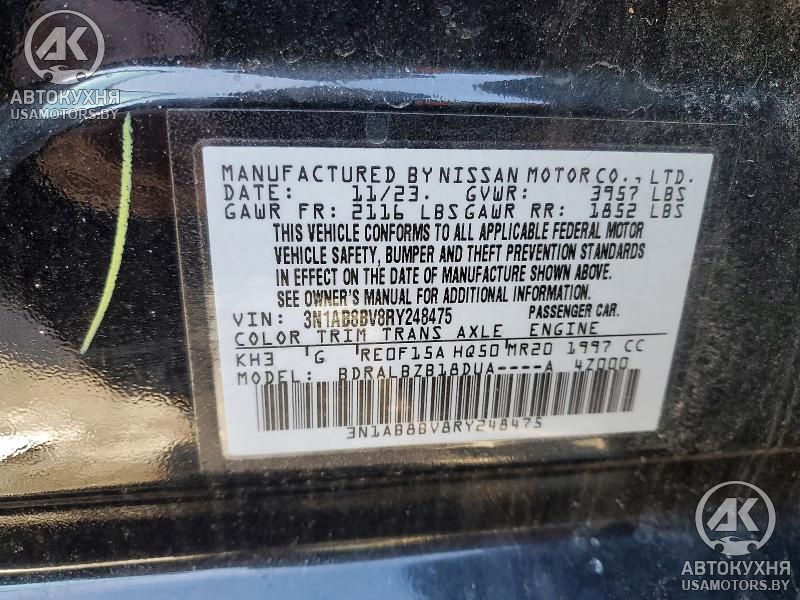 АК
АВТОКУХНЯ
USAMOTORS.BY
MANUFACTURED BY NISSAN MOTOR CO., LTD.
DATE: 11/23. GVWR: 3957 LBS
GAWR FR: 2116 LBS GAWR RR: 1852 LBS
THIS VEHICLE CONFORMS TO ALL APPLICABLE FEDERAL MOTOR
VEHICLE SAFETY, BUMPER AND THEFT PREVENTION STANDARDS
IN EFFECT ON THE DATE OF MANUFACTURE SHOWN ABOVE.
SEE OWNER'S MANUAL FOR ADDITIONAL INFORMATION.
VIN: 3N1AB8BV8RY248475 PASSENGER CAR.
COLOR TRIM TRANS AXLE ENGINE
KH3 G RE0F15A HQ50 MR20 1997 CC
MODEL: BDRALBZB18DUA----A 4Z000
3N1AB8BV8RY248475
АК
АВТОКУХНЯ
USAMOTORS.BY